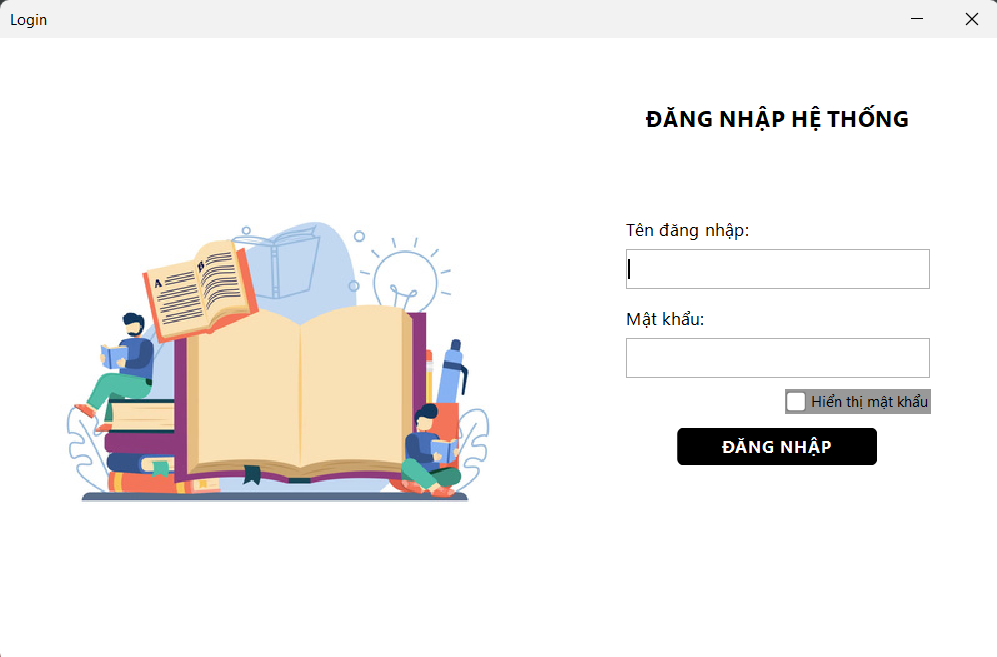 Login
ĐĂNG NHẬP HỆ THỐNG
Tên đăng nhập:
Mật khẩu:
Hiển thị mật khẩu
ĐĂNG NHẬP
A
B